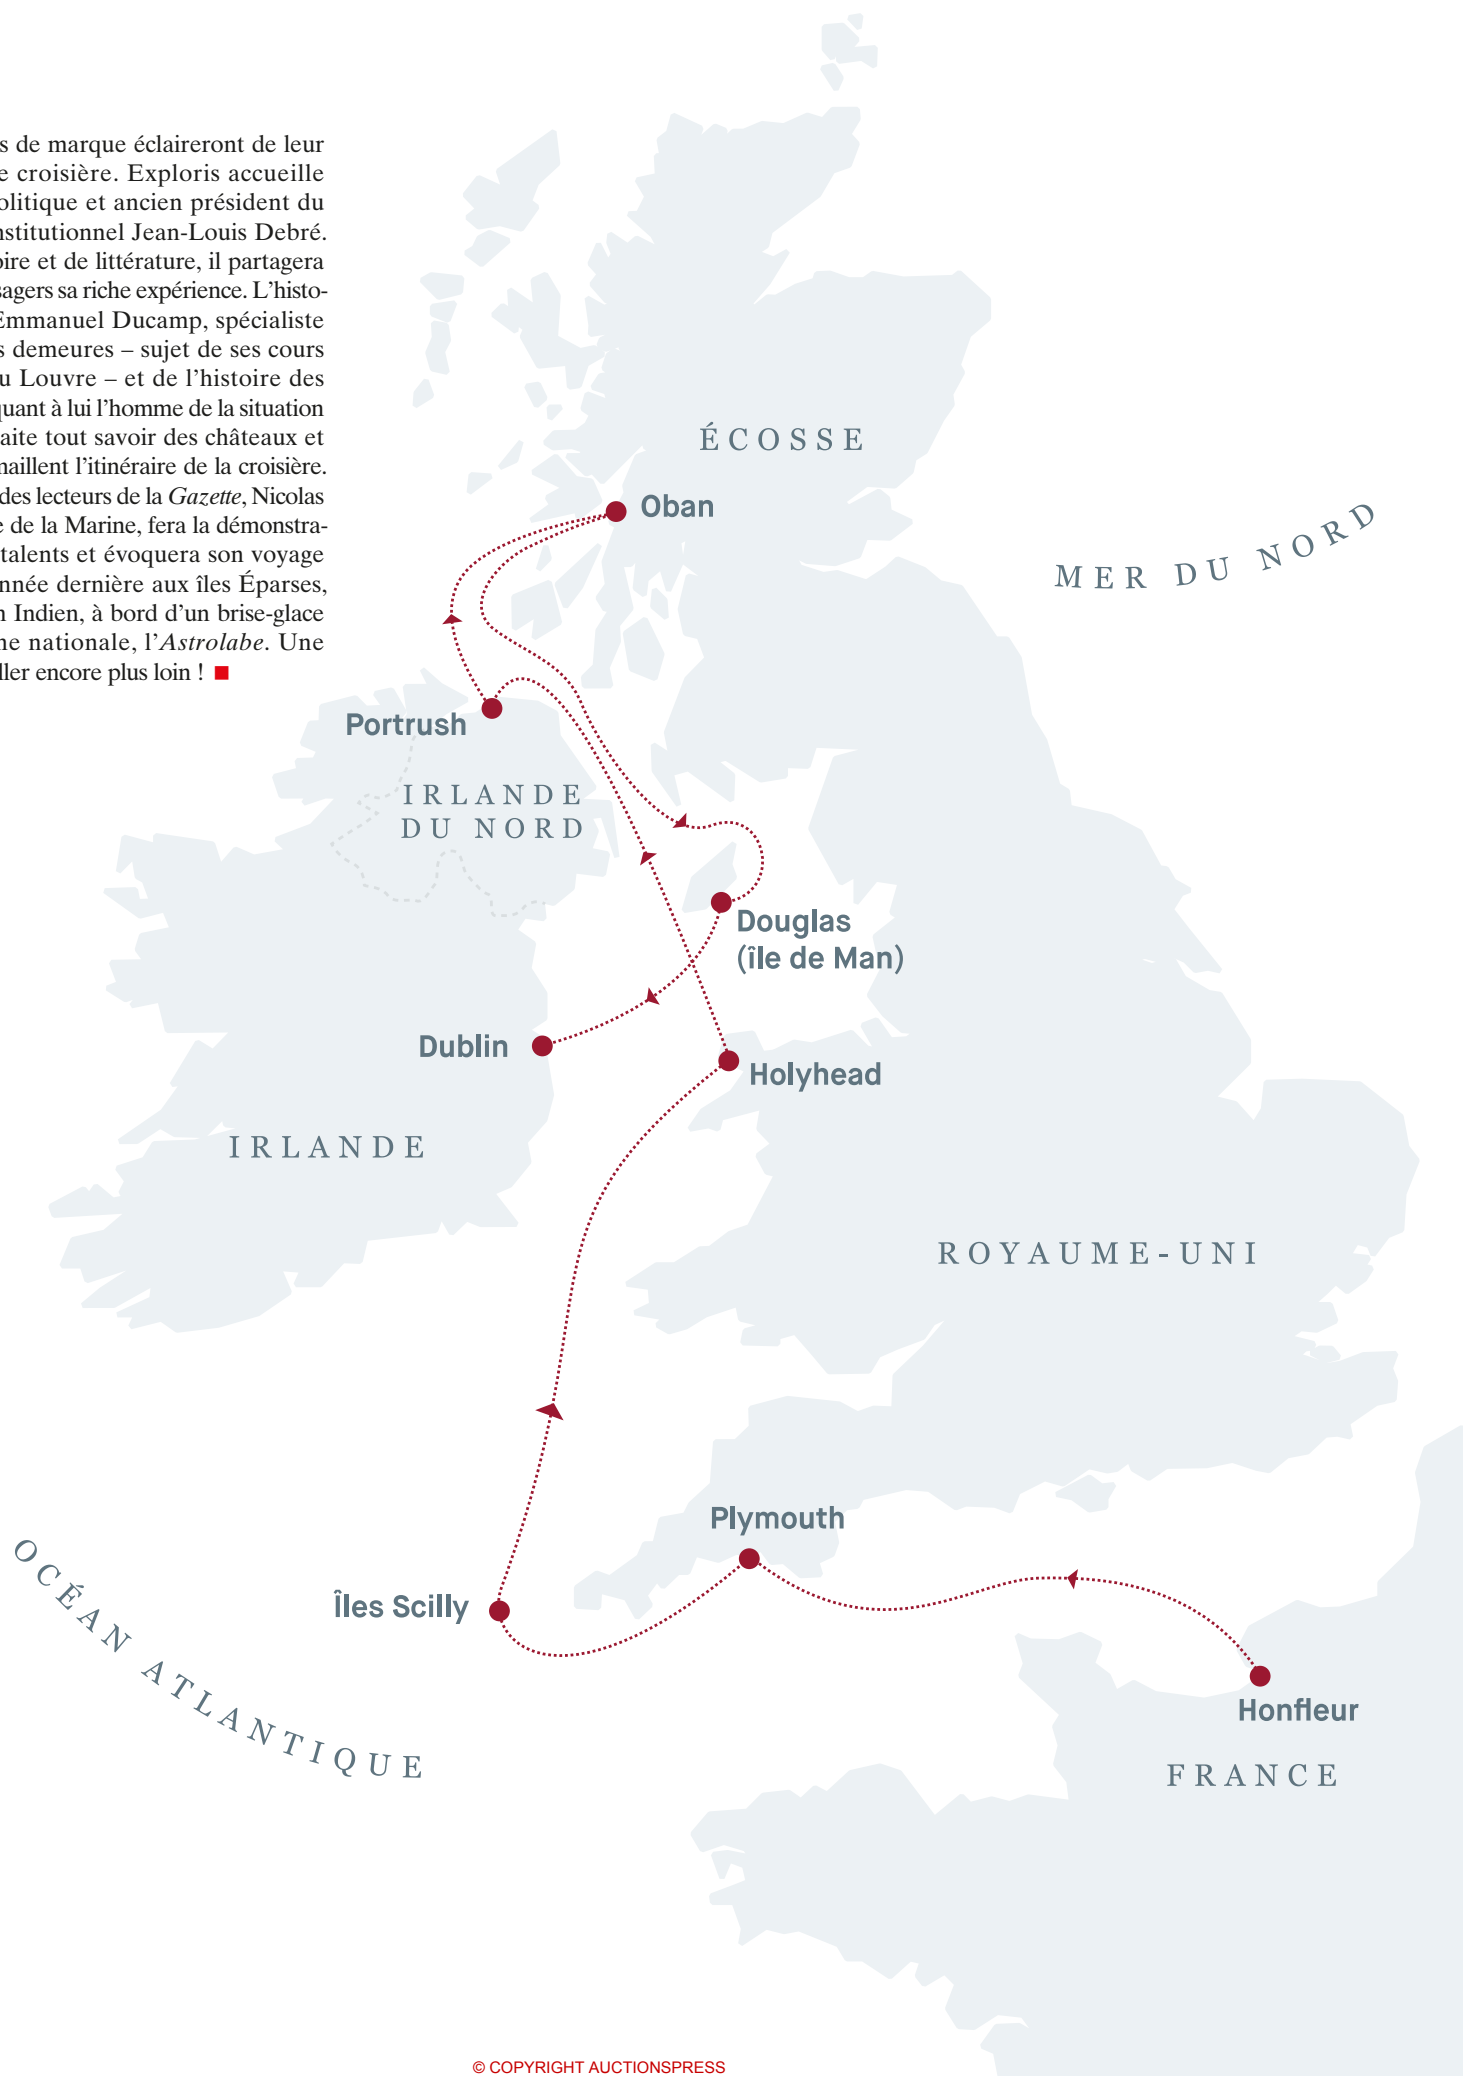 s de marque éclaireront de leur
e croisière. Exploris accueille
olitique et ancien président du
nstitutionnel Jean-Louis Debré.
oire et de littérature, il partagera
sagers sa riche expérience. L’histo-
Emmanuel Ducamp, spécialiste
s demeures – sujet de ses cours
u Louvre – et de l’histoire des
quant à lui l’homme de la situation
aite tout savoir des châteaux et
maillent l’itinéraire de la croisière.
des lecteurs de la Gazette, Nicolas
e de la Marine, fera la démonstra-
talents et évoquera son voyage
nnée dernière aux îles Éparses,
n Indien, à bord d’un brise-glace
ne nationale, l’Astrolabe. Une
ller encore plus loin !
ÉCOSSE
Oban
MER DU NORD
Portrush
IRLANDE
DU NORD
Douglas
(île de Man)
Dublin
Holyhead
IRLANDE
ROYAUME-UNI
Plymouth
Îles Scilly
OCÉAN ATLANTIQUE
Honfleur
FRANCE
© COPYRIGHT AUCTIONSPRESS